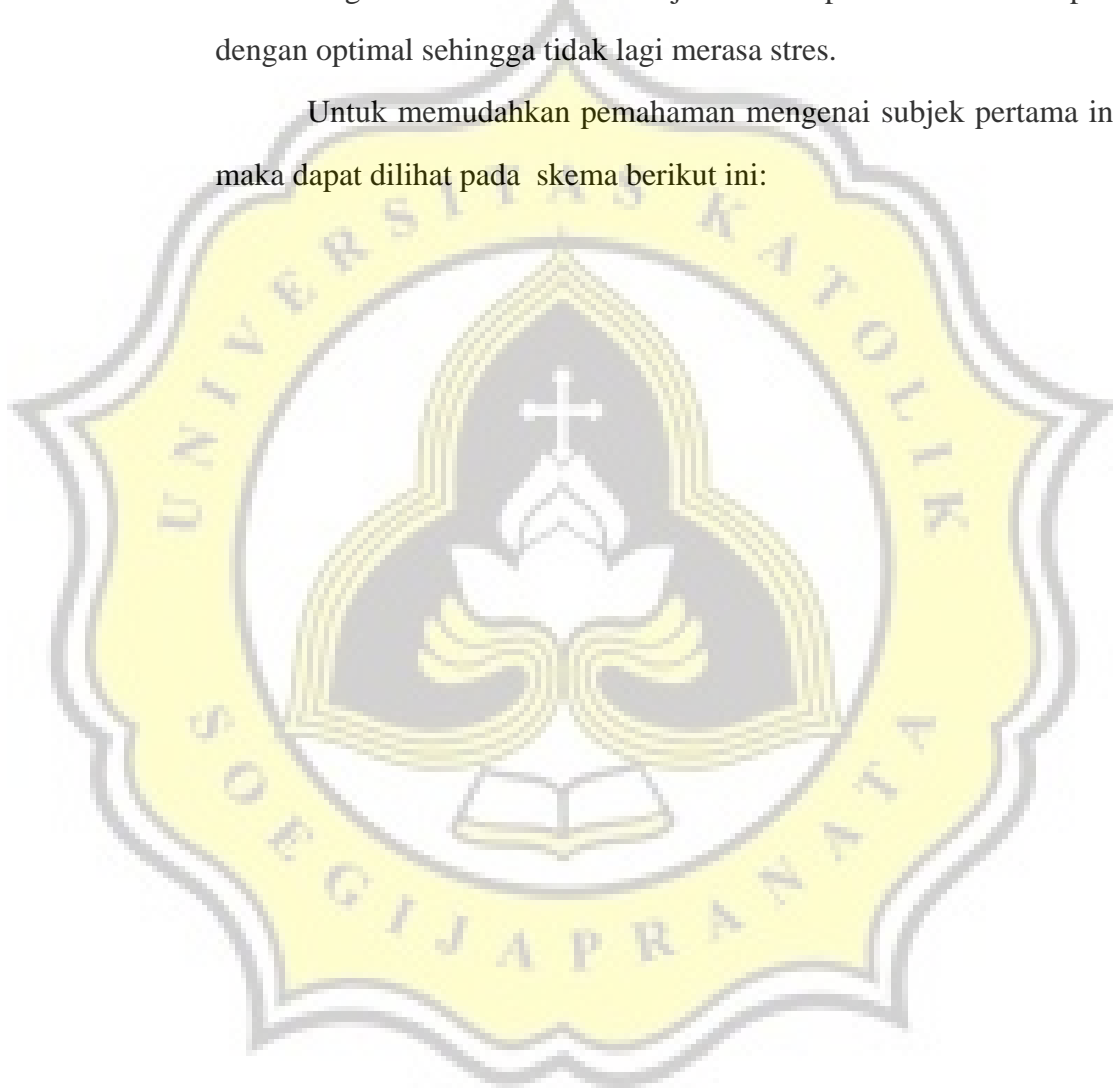 dengan optimal sehingga tidak lagi merasa stres.
Untuk memudahkan pemahaman mengenai subjek pertama in
maka dapat dilihat pada skema berikut ini:
UNIVERSITAS KATOLIK
SOEGIJAPRANATA